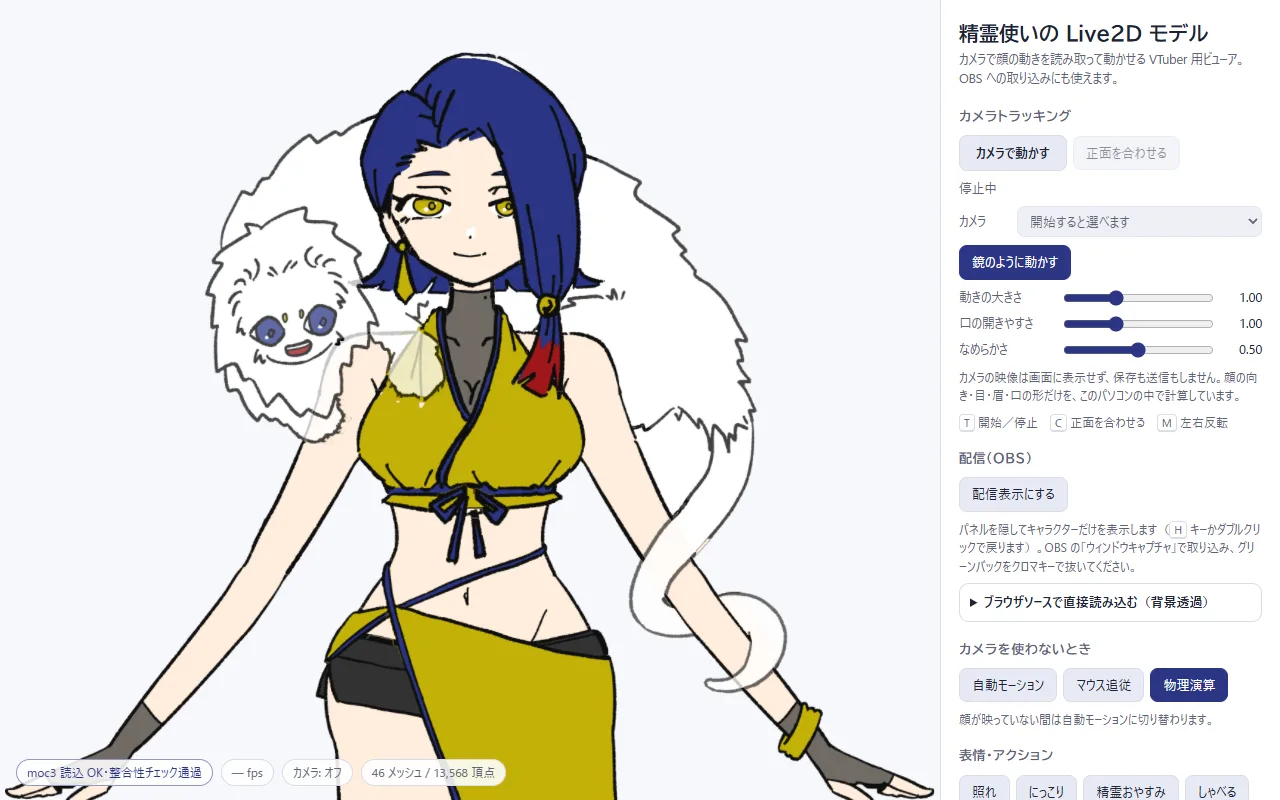 精霊使いの Live2D モデル
カメラで顔の動きを読み取って動かせる VTuber 用ビューア。
OBS への取り込みにも使えます。
カメラトラッキング
カメラで動かす 正面を合わせる
停止中
カメラ 開始すると選べます
鏡のように動かす
動きの大きさ 1.00
口の開きやすさ 1.00
なめらかさ 0.50
カメラの映像は画面に表示せず、保存も送信もしません。顔の向
き・目・眉・口の形だけを、このパソコンの中で計算しています。
T 開始／停止 C 正面を合わせる M 左右反転
配信（OBS）
配信表示にする
パネルを隠してキャラクターだけを表示します（ H キーかダブルクリ
ックで戻ります）。OBS の「ウィンドウキャプチャ」で取り込み、グリ
ーンバックをクロマキーで抜いてください。
▶ ブラウザソースで直接読み込む（背景透過）
カメラを使わないとき
自動モーション マウス追従 物理演算
顔が映っていない間は自動モーションに切り替わります。
表情・アクション
照れ にっこり 精霊おやすみ しゃべる
moc3 読込 OK・整合性チェック通過 — fps カメラ: オフ 46 メッシュ / 13,568 頂点